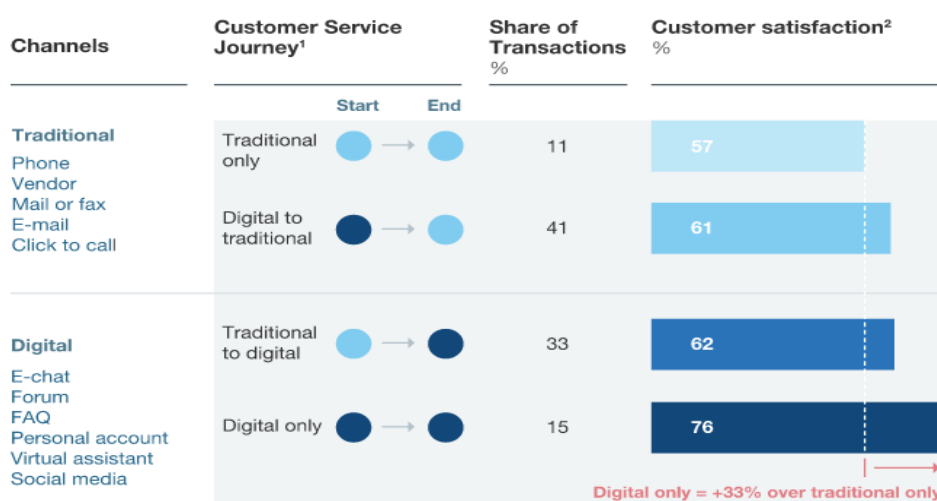 Channels
Customer Service
Journey¹
Share of
Transactions
%
Customer satisfaction²
%
Start End
Traditional
Phone
Vendor
Mail or fax
E-mail
Click to call
Traditional
only
11
57
Digital to
traditional
41
61
Digital
E-chat
Forum
FAQ
Personal account
Virtual assistant
Social media
Traditional
to digital
33
62
Digital only
15
76
Digital only = +33% over traditional only